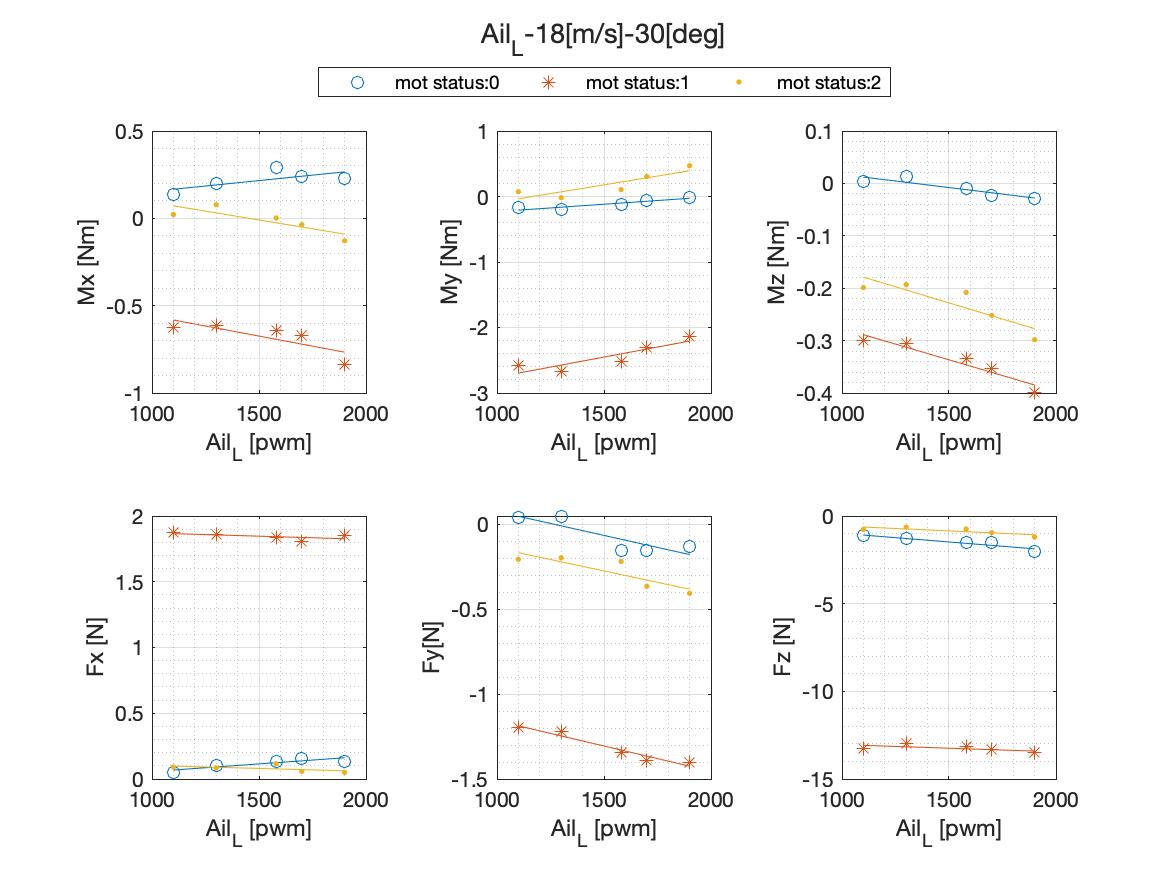 Ail_L-18[m/s]-30[deg]
mot status:0 mot status:1 mot status:2
0.5
0
-0.5
-1
Mx [Nm]
1000 1500 2000
Ail_L [pwm]
1
0
-1
-2
-3
My [Nm]
1000 1500 2000
Ail_L [pwm]
0.1
0
-0.1
-0.2
-0.3
-0.4
Mz [Nm]
1000 1500 2000
Ail_L [pwm]
2
1.5
1
0.5
0
Fx [N]
1000 1500 2000
Ail_L [pwm]
0
-0.5
-1
-1.5
Fy[N]
1000 1500 2000
Ail_L [pwm]
0
-5
-10
-15
Fz [N]
1000 1500 2000
Ail_L [pwm]